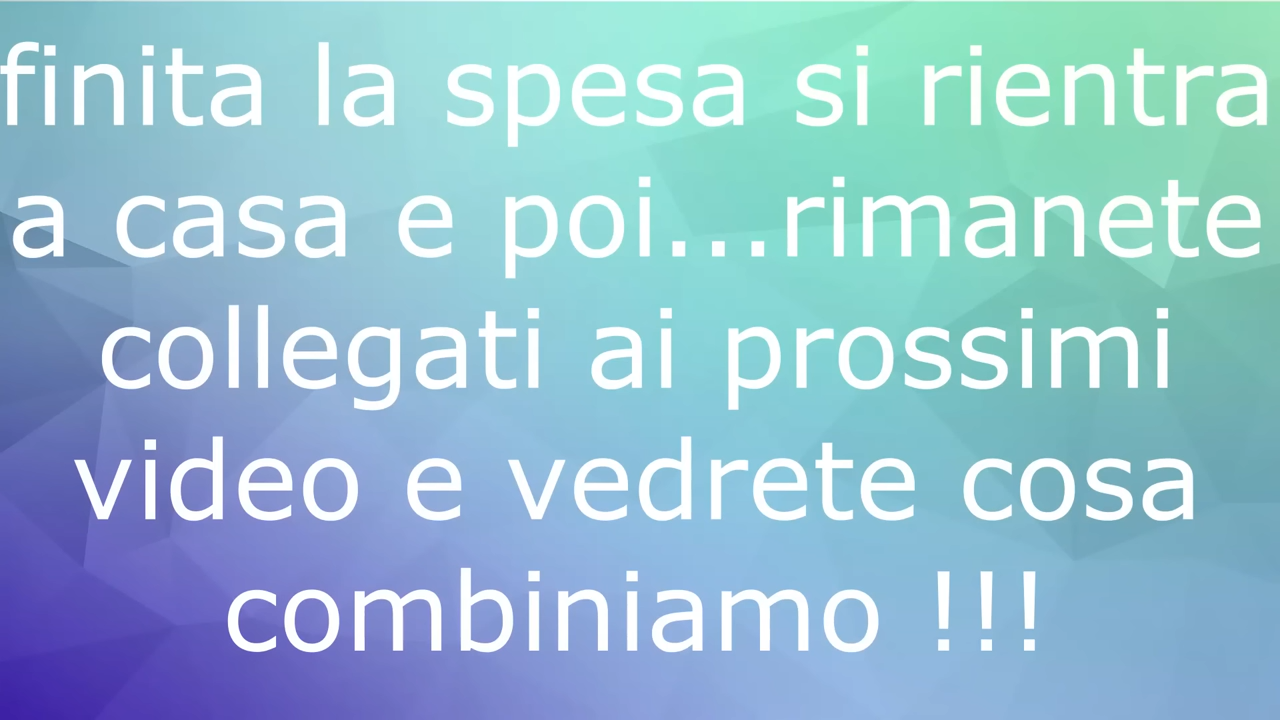 finita la spesa si rientra
a casa e poi...rimanete
collegati ai prossimi
video e vedrete cosa
combiniamo !!!